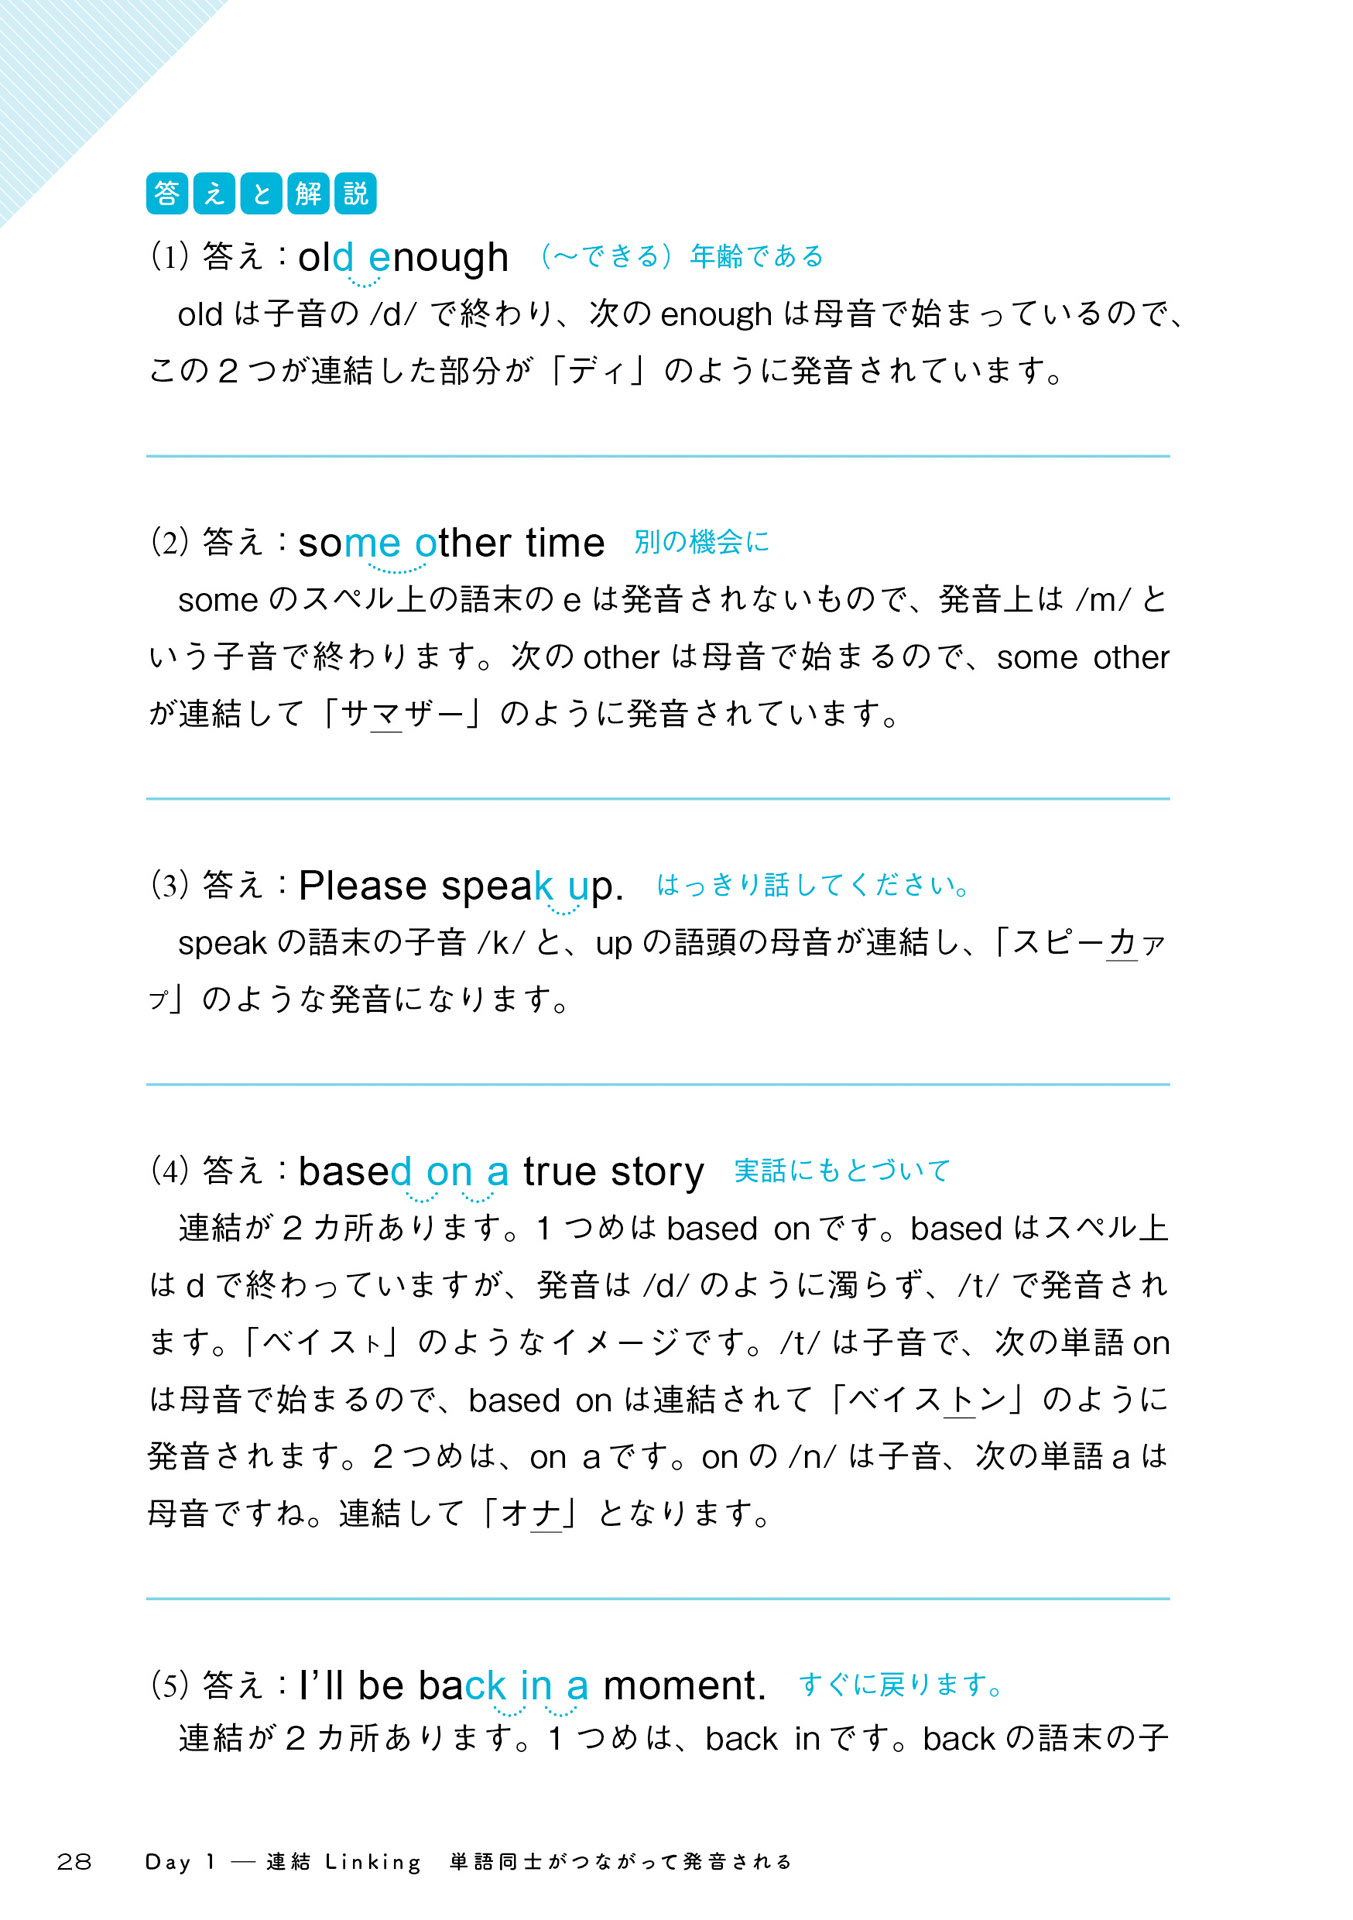 答えと解説
(1) 答え：old enough （～できる）年齢である
old は子音の /d/ で終わり、次の enough は母音で始まっているので、
この 2 つが連結した部分が「ディ」のように発音されています。
(2) 答え：some other time 別の機会に
some のスペル上の語末の e は発音されないもので、発音上は /m/ と
いう子音で終わります。次の other は母音で始まるので、some other
が連結して「サマザー」のように発音されています。
(3) 答え：Please speak up. はっきり話してください。
speak の語末の子音 /k/ と、up の語頭の母音が連結し、「スピーカァ
プ」のような発音になります。
(4) 答え：based on a true story 実話にもとづいて
連結が 2 カ所あります。1 つめは based on です。based はスペル上
は d で終わっていますが、発音は /d/ のように濁らず、/t/ で発音され
ます。「ベイスト」のようなイメージです。/t/ は子音で、次の単語 on
は母音で始まるので、based on は連結されて「ベイストン」のように
発音されます。2 つめは、on a です。on の /n/ は子音、次の単語 a は
母音ですね。連結して「オナ」となります。
(5) 答え：I’ll be back in a moment. すぐに戻ります。
連結が 2 カ所あります。1 つめは、back in です。back の語末の子
28 Day 1 — 連結 Linking 単語同士がつながって発音される